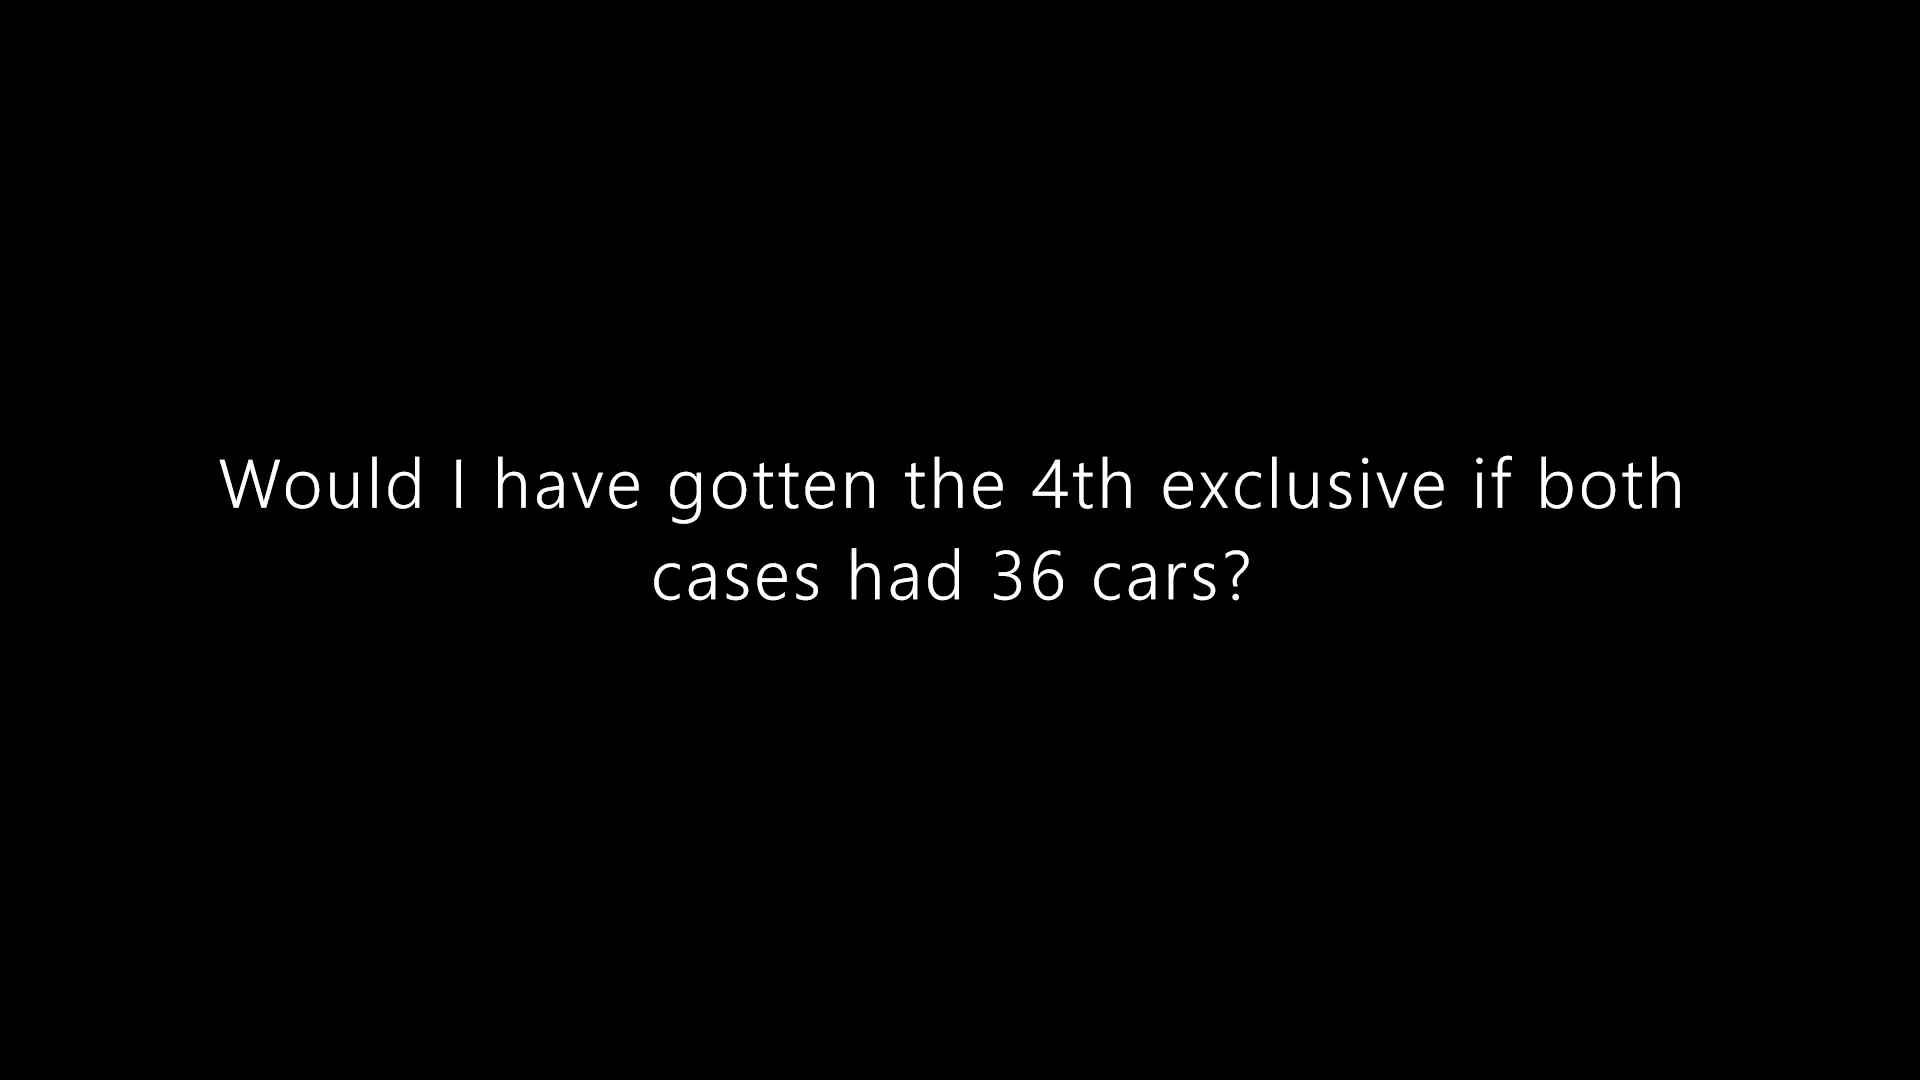 Would I have gotten the 4th exclusive if both
cases had 36 cars?